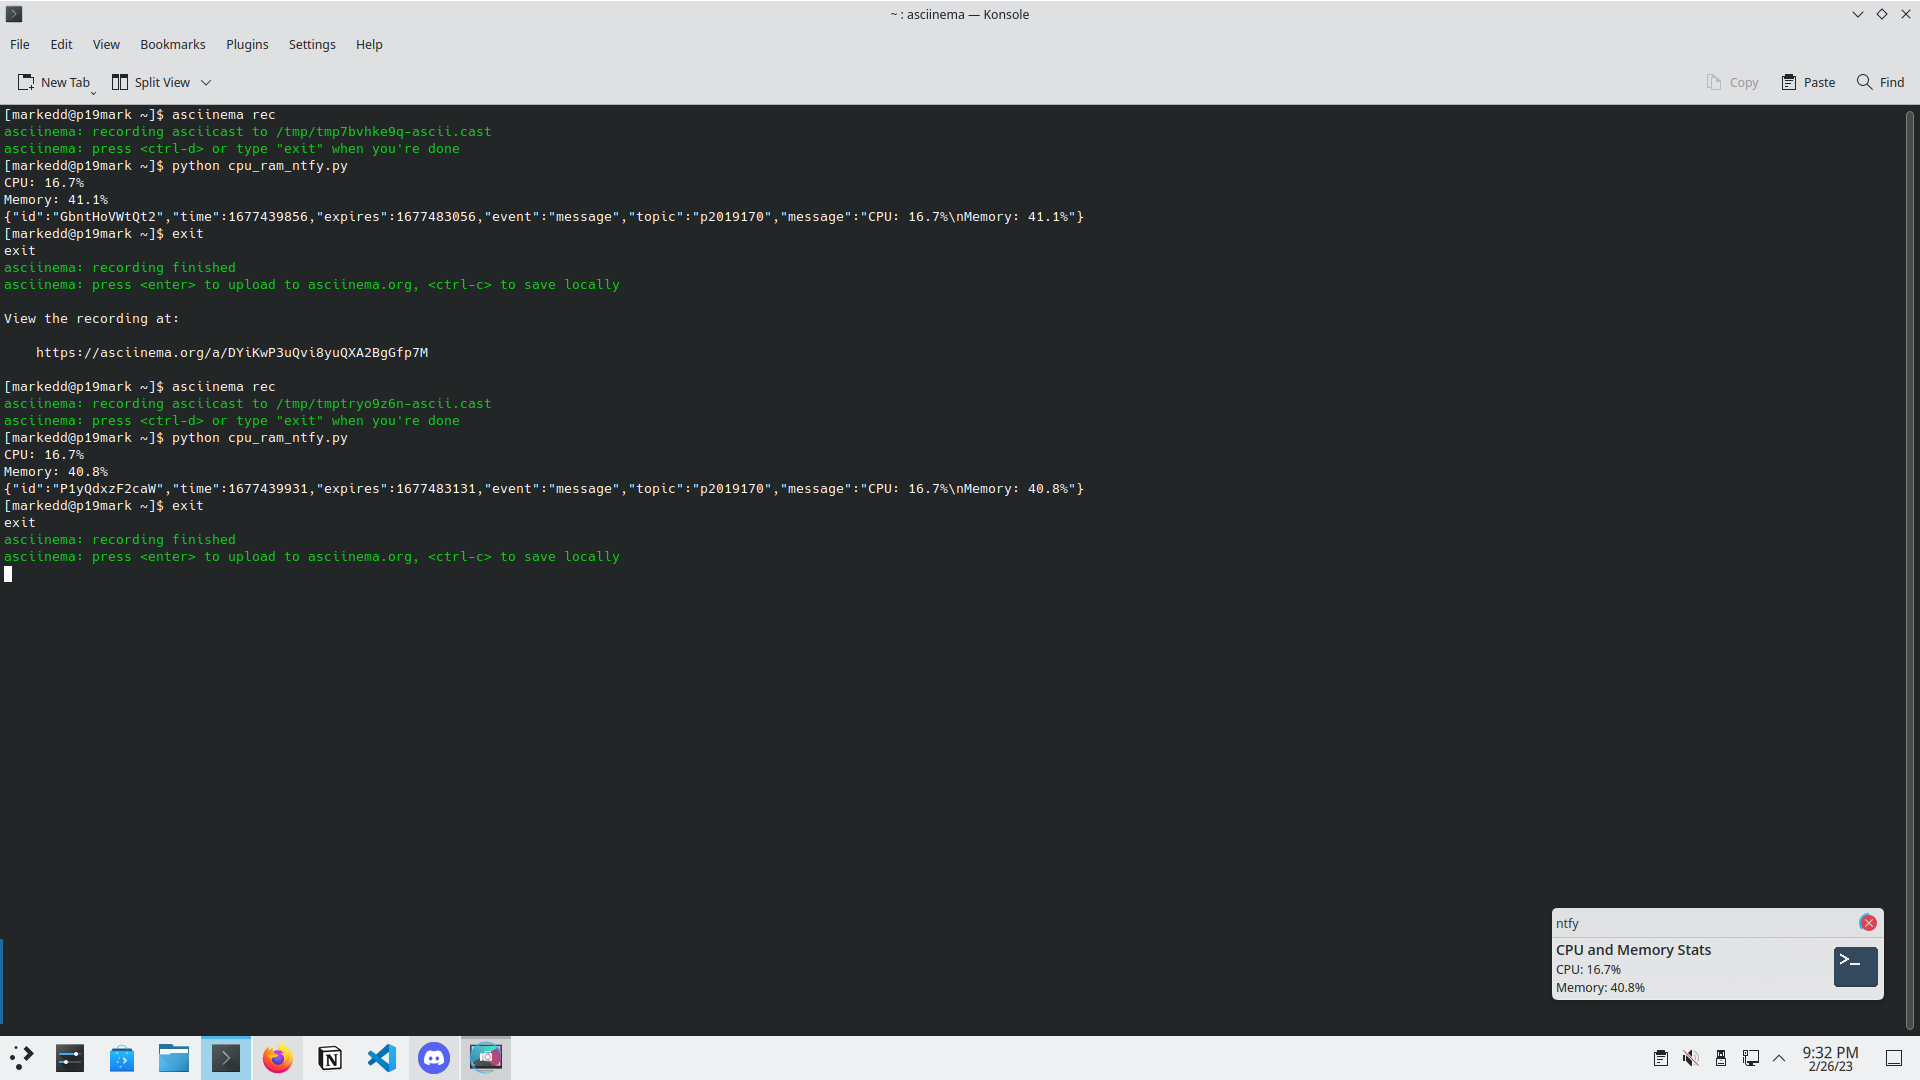 ~ : asciinema — Konsole
File Edit View Bookmarks Plugins Settings Help
New Tab Split View Copy Paste Find
[markedd@p19mark ~]$ asciinema rec
asciinema: recording asciicast to /tmp/tmp7bvhke9q-ascii.cast
asciinema: press <ctrl-d> or type "exit" when you're done
[markedd@p19mark ~]$ python cpu_ram_ntfy.py
CPU: 16.7%
Memory: 41.1%
{"id":"GbntHoVWtQt2","time":1677439856,"expires":1677483056,"event":"message","topic":"p2019170","message":"CPU: 16.7%\nMemory: 41.1%"}
[markedd@p19mark ~]$ exit
exit
asciinema: recording finished
asciinema: press <enter> to upload to asciinema.org, <ctrl-c> to save locally
View the recording at:
https://asciinema.org/a/DYiKwP3uQvi8yuQXA2BgGfp7M
[markedd@p19mark ~]$ asciinema rec
asciinema: recording asciicast to /tmp/tmptryo9z6n-ascii.cast
asciinema: press <ctrl-d> or type "exit" when you're done
[markedd@p19mark ~]$ python cpu_ram_ntfy.py
CPU: 16.7%
Memory: 40.8%
{"id":"P1yQdxzF2caW","time":1677439931,"expires":1677483131,"event":"message","topic":"p2019170","message":"CPU: 16.7%\nMemory: 40.8%"}
[markedd@p19mark ~]$ exit
exit
asciinema: recording finished
asciinema: press <enter> to upload to asciinema.org, <ctrl-c> to save locally
ntfy
CPU and Memory Stats
CPU: 16.7%
Memory: 40.8%
9:32 PM
2/26/23